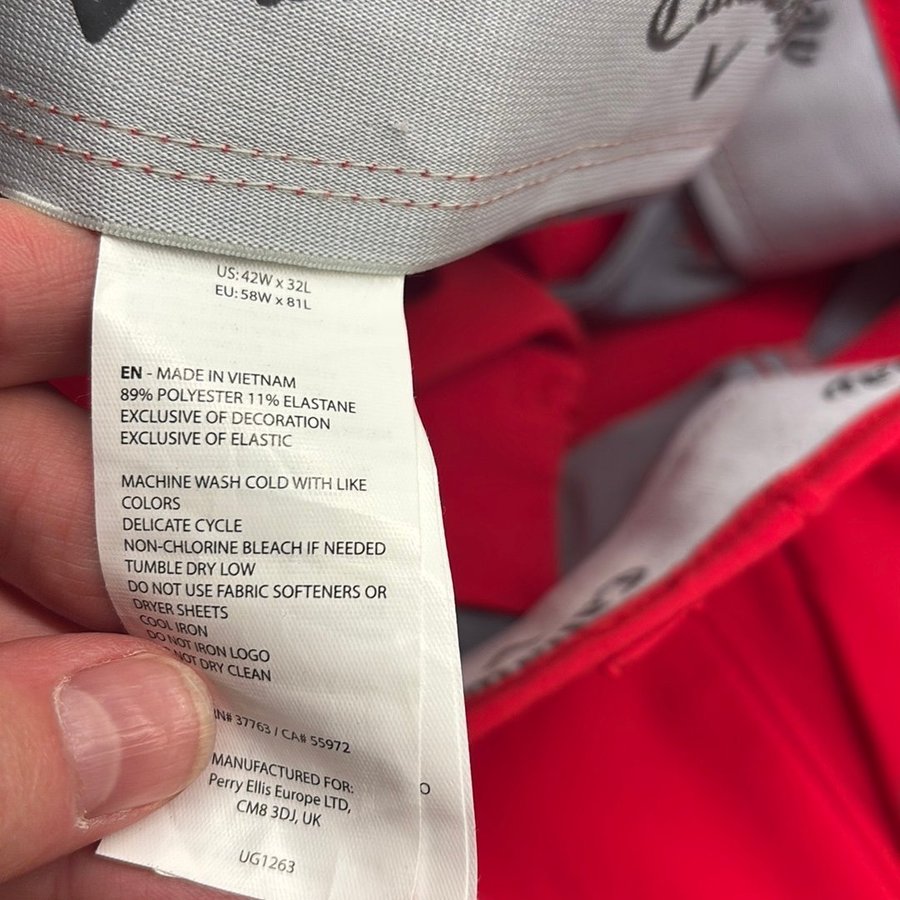 US: 42W x 32L
EU: 58W x 81L
EN - MADE IN VIETNAM
89% POLYESTER 11% ELASTANE
EXCLUSIVE OF DECORATION
EXCLUSIVE OF ELASTIC
MACHINE WASH COLD WITH LIKE
COLORS
DELICATE CYCLE
NON-CHLORINE BLEACH IF NEEDED
TUMBLE DRY LOW
DO NOT USE FABRIC SOFTENERS OR
DRYER SHEETS
COOL IRON
DO NOT IRON LOGO
NOT DRY CLEAN
RN# 37763 / CA# 55972
MANUFACTURED FOR:
Perry Ellis Europe LTD,
CM8 3DJ, UK
UG1263
O